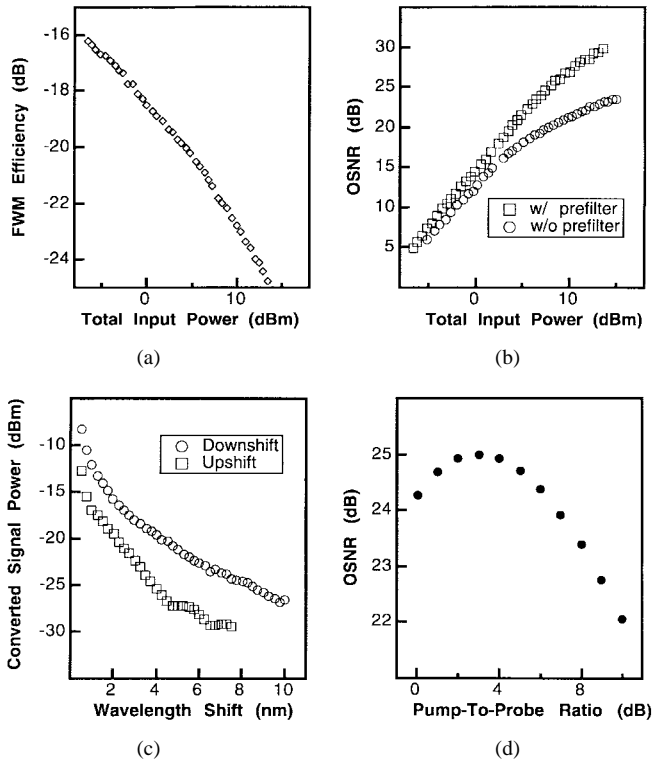 -16
-18
-20
-22
-24
FWM Efficiency (dB)
0 10
Total Input Power (dBm)
(a)
30
25
20
15
10
5
OSNR (dB)
w/ prefilter
w/o prefilter
0 10
Total Input Power (dBm)
(b)
-10
-15
-20
-25
-30
Converted Signal Power (dBm)
Downshift
Upshift
2 4 6 8 10
Wavelength Shift (nm)
(c)
26
25
24
23
22
OSNR (dB)
0 4 8
Pump-To-Probe Ratio (dB)
(d)